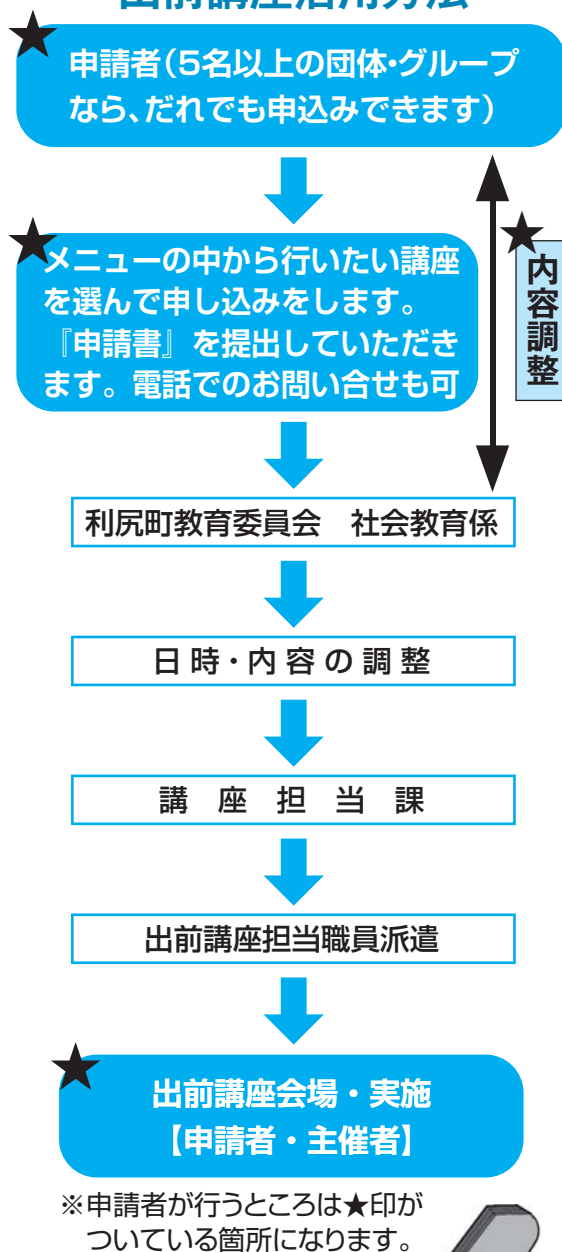 出前講座活用方法
★
申請者(5名以上の団体・グループ
なら、だれでも申込みできます)
★
メニューの中から行いたい講座
を選んで申し込みをします。
『申請書』を提出していただき
ます。電話でのお問い合せも可
★
内容調整
利尻町教育委員会 社会教育係
日時・内容の調整
講座担当課
出前講座担当職員派遣
★
出前講座会場・実施
【申請者・主催者】
※申請者が行うところは★印が
ついている箇所になります。